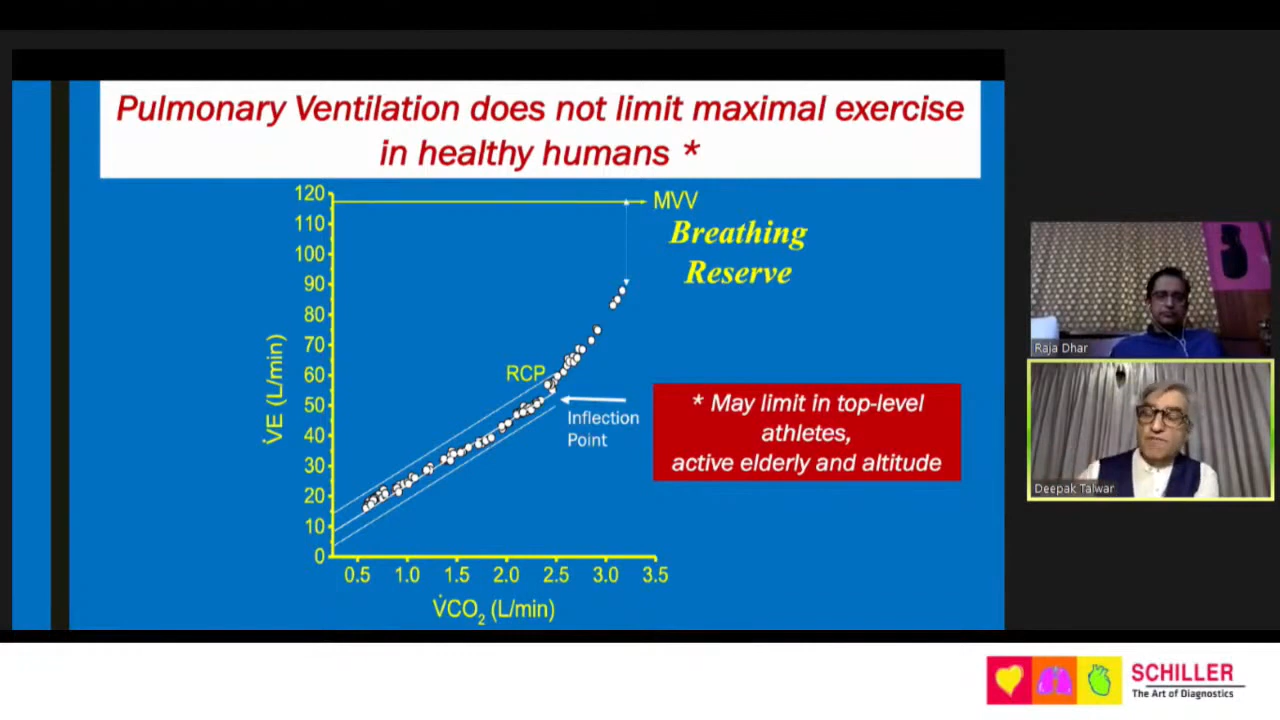 Pulmonary Ventilation does not limit maximal exercise
in healthy humans *
120
110
100
90
80
70
60
50
40
30
20
10
0
V̇E (L/min)
MVV
Breathing
Reserve
RCP
Inflection
Point
* May limit in top-level
athletes,
active elderly and altitude
0.5 1.0 1.5 2.0 2.5 3.0 3.5
V̇CO₂ (L/min)
Raja Dhar
Deepak Talwar
SCHILLER
The Art of Diagnostics